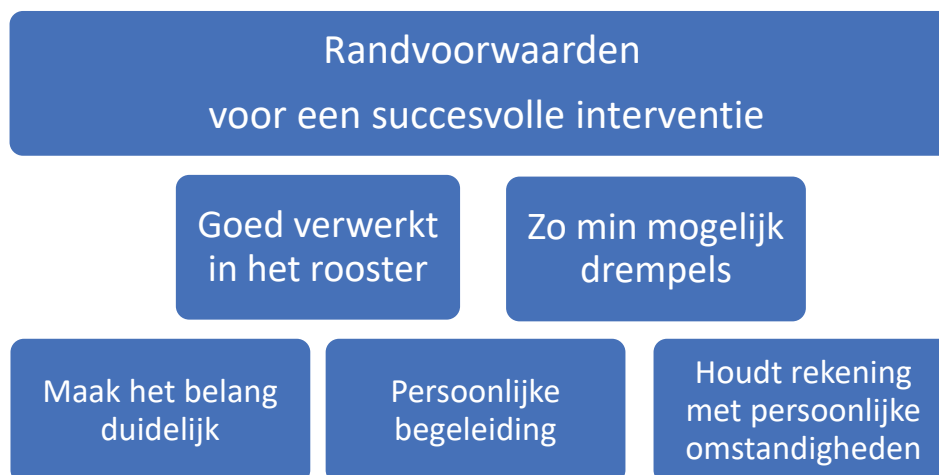 Randvoorwaarden
voor een succesvolle interventie
Goed verwerkt
in het rooster
Zo min mogelijk
drempels
Maak het belang
duidelijk
Persoonlijke
begeleiding
Houdt rekening
met persoonlijke
omstandigheden